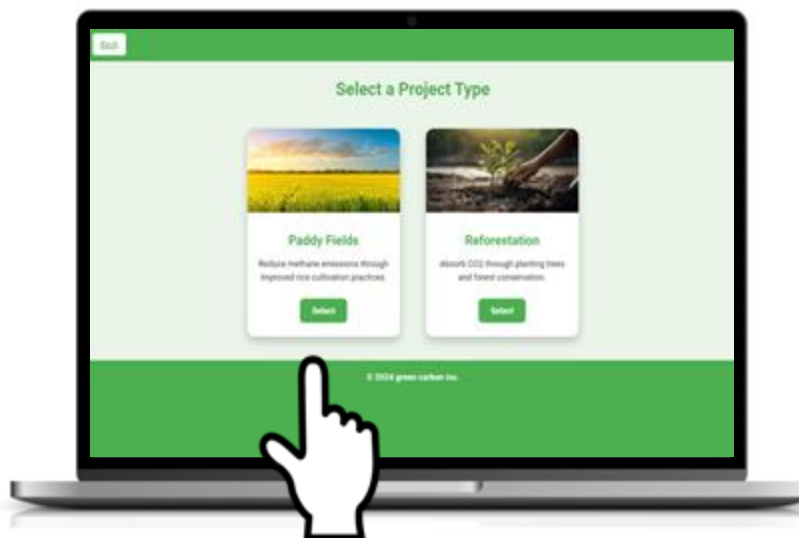 Select a Project Type
Paddy Fields
Reduce methane emissions through
improved rice cultivation practices.
Select
Reforestation
Absorb CO2 through planting trees
and forest conservation.
Select
© 2024 green carbon Inc.